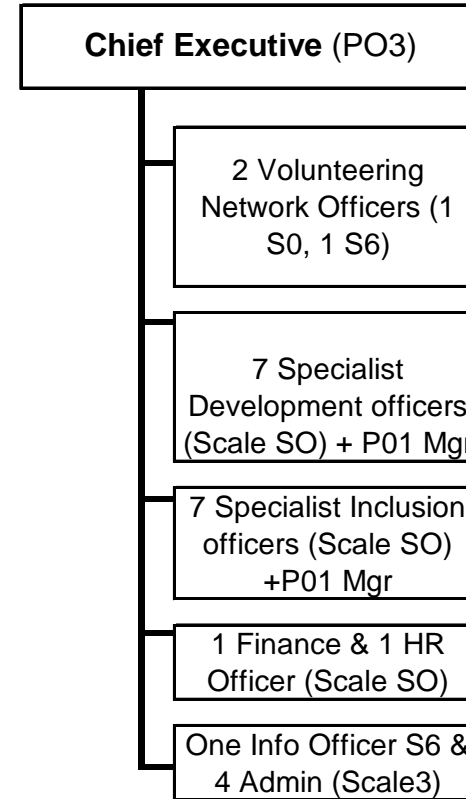 Chief Executive (PO3)
2 Volunteering
Network Officers (1
S0, 1 S6)
7 Specialist
Development officers
(Scale SO) + P01 Mgr
7 Specialist Inclusion
officers (Scale SO)
+P01 Mgr
1 Finance & 1 HR
Officer (Scale SO)
One Info Officer S6 &
4 Admin (Scale3)